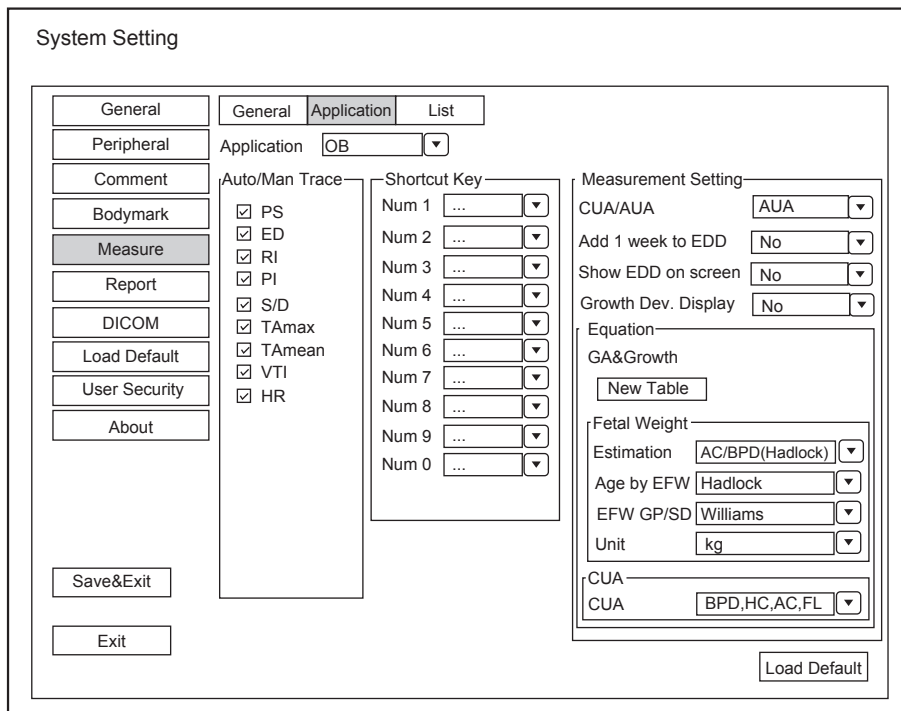 System Setting
General
Peripheral
Comment
Bodymark
Measure
Report
DICOM
Load Default
User Security
About
Save&Exit
Exit
General Application List
Application OB
Auto/Man Trace
PS
ED
RI
PI
S/D
TAmax
TAmean
VTI
HR
Shortcut Key
Num 1 ...
Num 2 ...
Num 3 ...
Num 4 ...
Num 5 ...
Num 6 ...
Num 7 ...
Num 8 ...
Num 9 ...
Num 0 ...
Measurement Setting
CUA/AUA AUA
Add 1 week to EDD No
Show EDD on screen No
Growth Dev. Display No
Equation
GA&Growth
New Table
Fetal Weight
Estimation AC/BPD(Hadlock)
Age by EFW Hadlock
EFW GP/SD Williams
Unit kg
CUA
CUA BPD,HC,AC,FL
Load Default